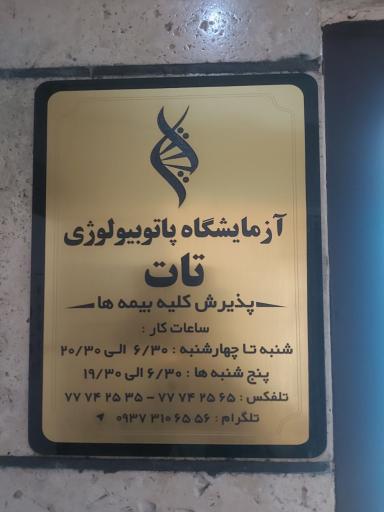 آزمایشگاه پاتوبیولوژی
تات
پذیرش کلیه بیمه ها
ساعات کار :
شنبه تا چهارشنبه : ۶/۳۰ الی ۲۰/۳۰
پنج شنبه ها : ۶/۳۰ الی ۱۹/۳۰
تلفکس : ۶۵ ۲۵ ۷۴ ۷۷ – ۳۵ ۲۵ ۷۴ ۷۷
تلگرام : ۵۶ ۶۵ ۳۱۰ ۰۹۳۷